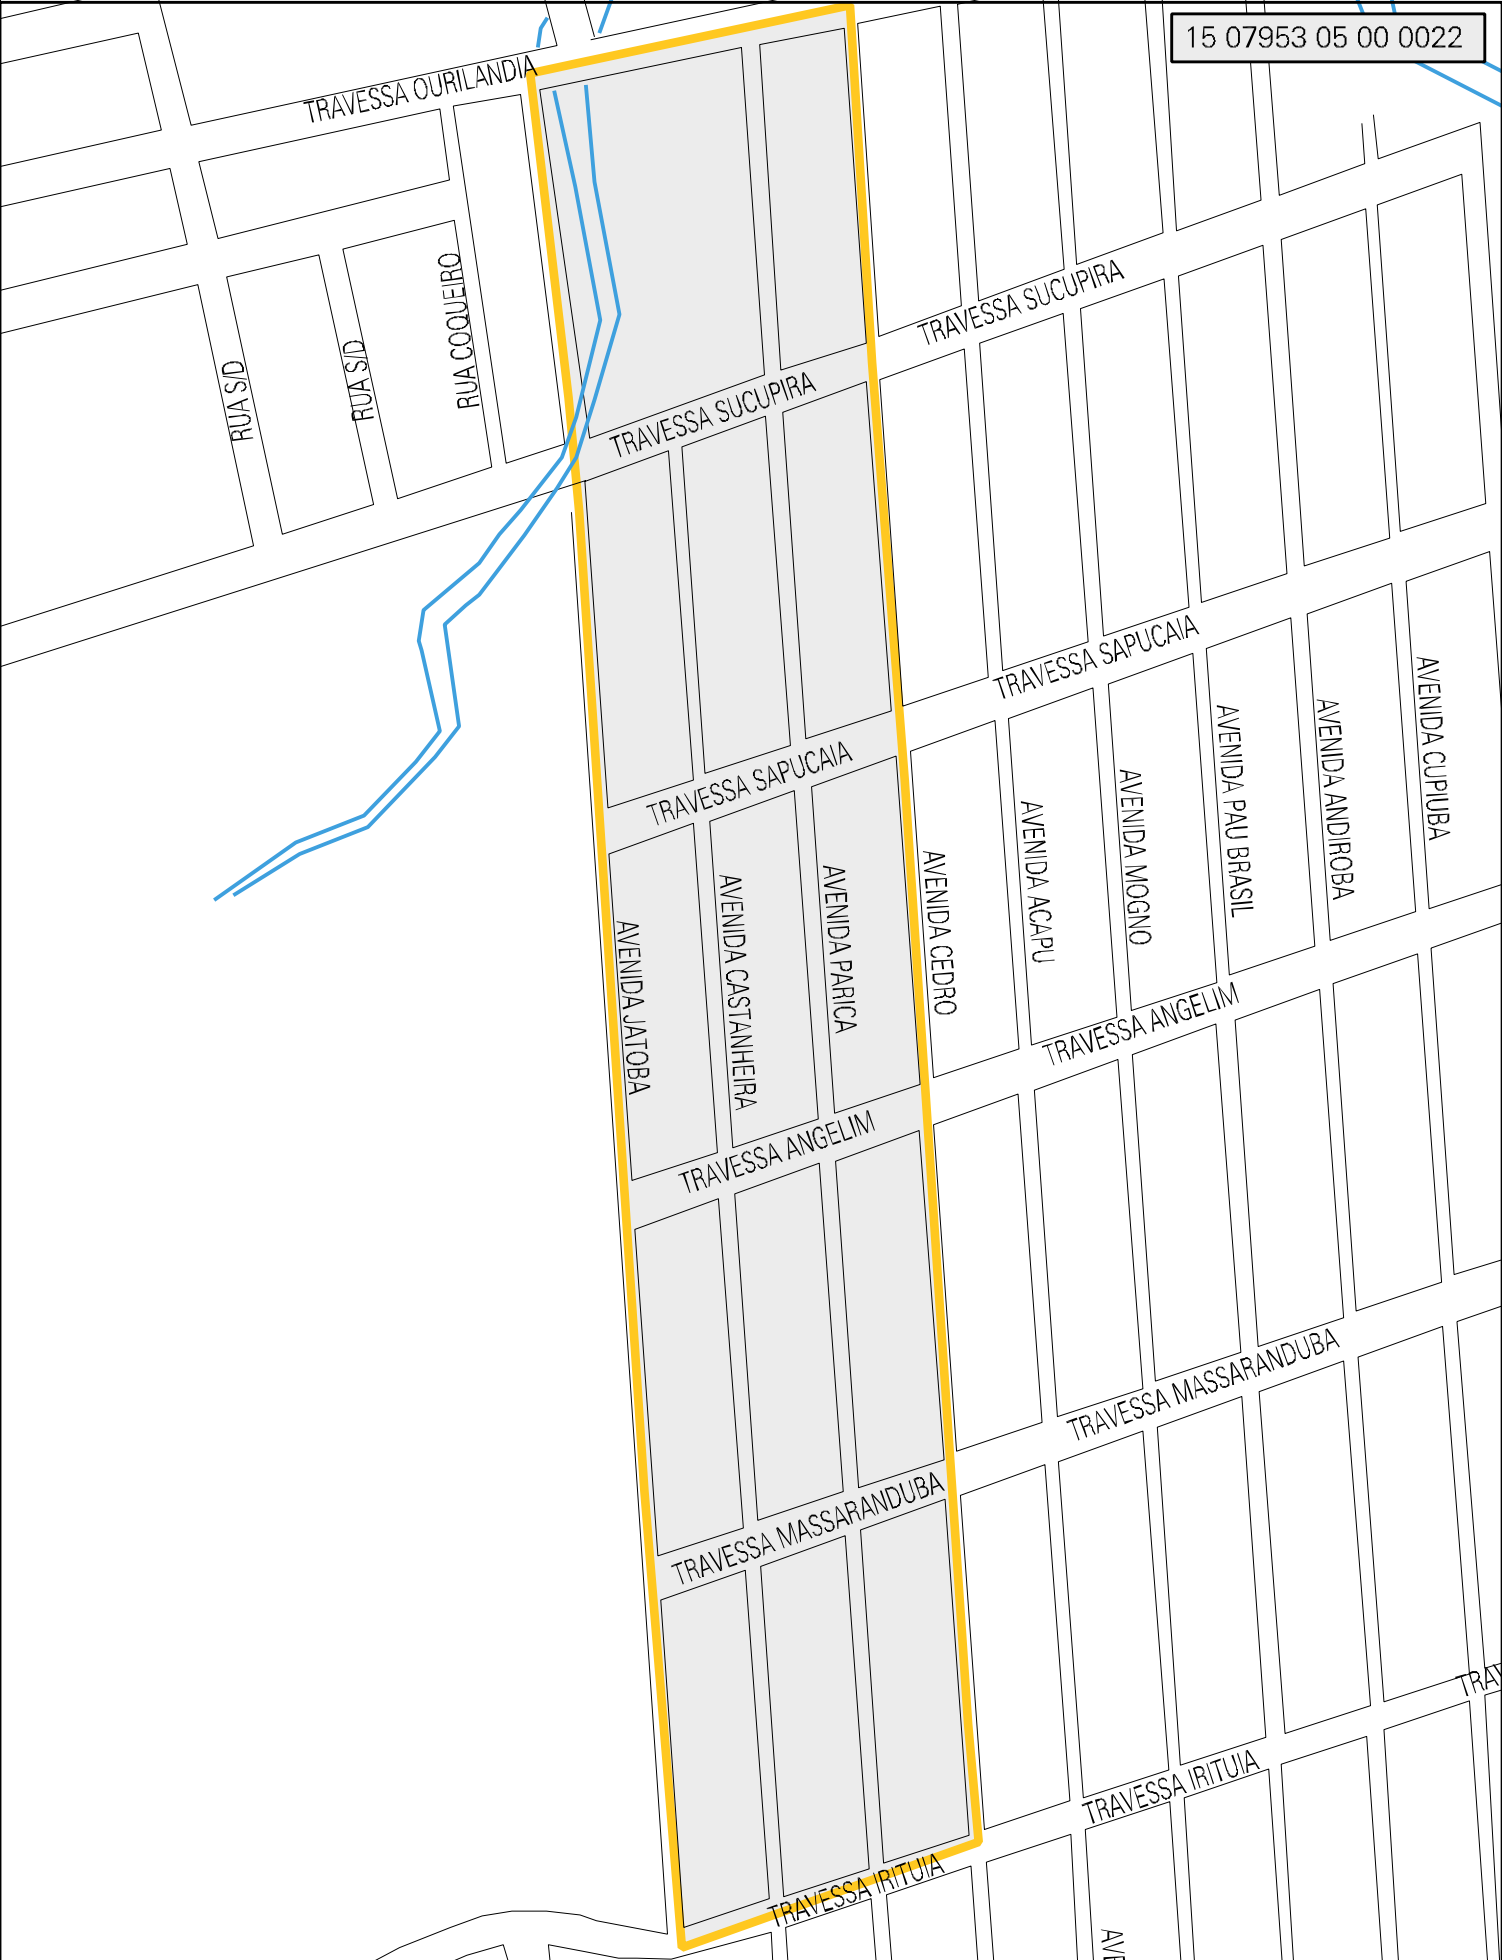 15 07953 05 00 0022
TRAVESSA OURILANDIA
TRAVESSA SUCUPIRA
RUA COQUEIRO
RUA S/D
RUA S/D
TRAVESSA SUCUPIRA
TRAVESSA SAPUCAIA
AVENIDA CUPIUBA
AVENIDA ANDIROBA
AVENIDA PAU BRASIL
TRAVESSA SAPUCAIA
AVENIDA MOGNO
AVENIDA ACAPU
AVENIDA CEDRO
AVENIDA PARICA
AVENIDA CASTANHEIRA
AVENIDA JATOBA
TRAVESSA ANGELIM
TRAVESSA ANGELIM
TRAVESSA MASSARANDUBA
TRAVESSA MASSARANDUBA
TRAV
TRAVESSA IRITUIA
TRAVESSA IRITUIA
AVE